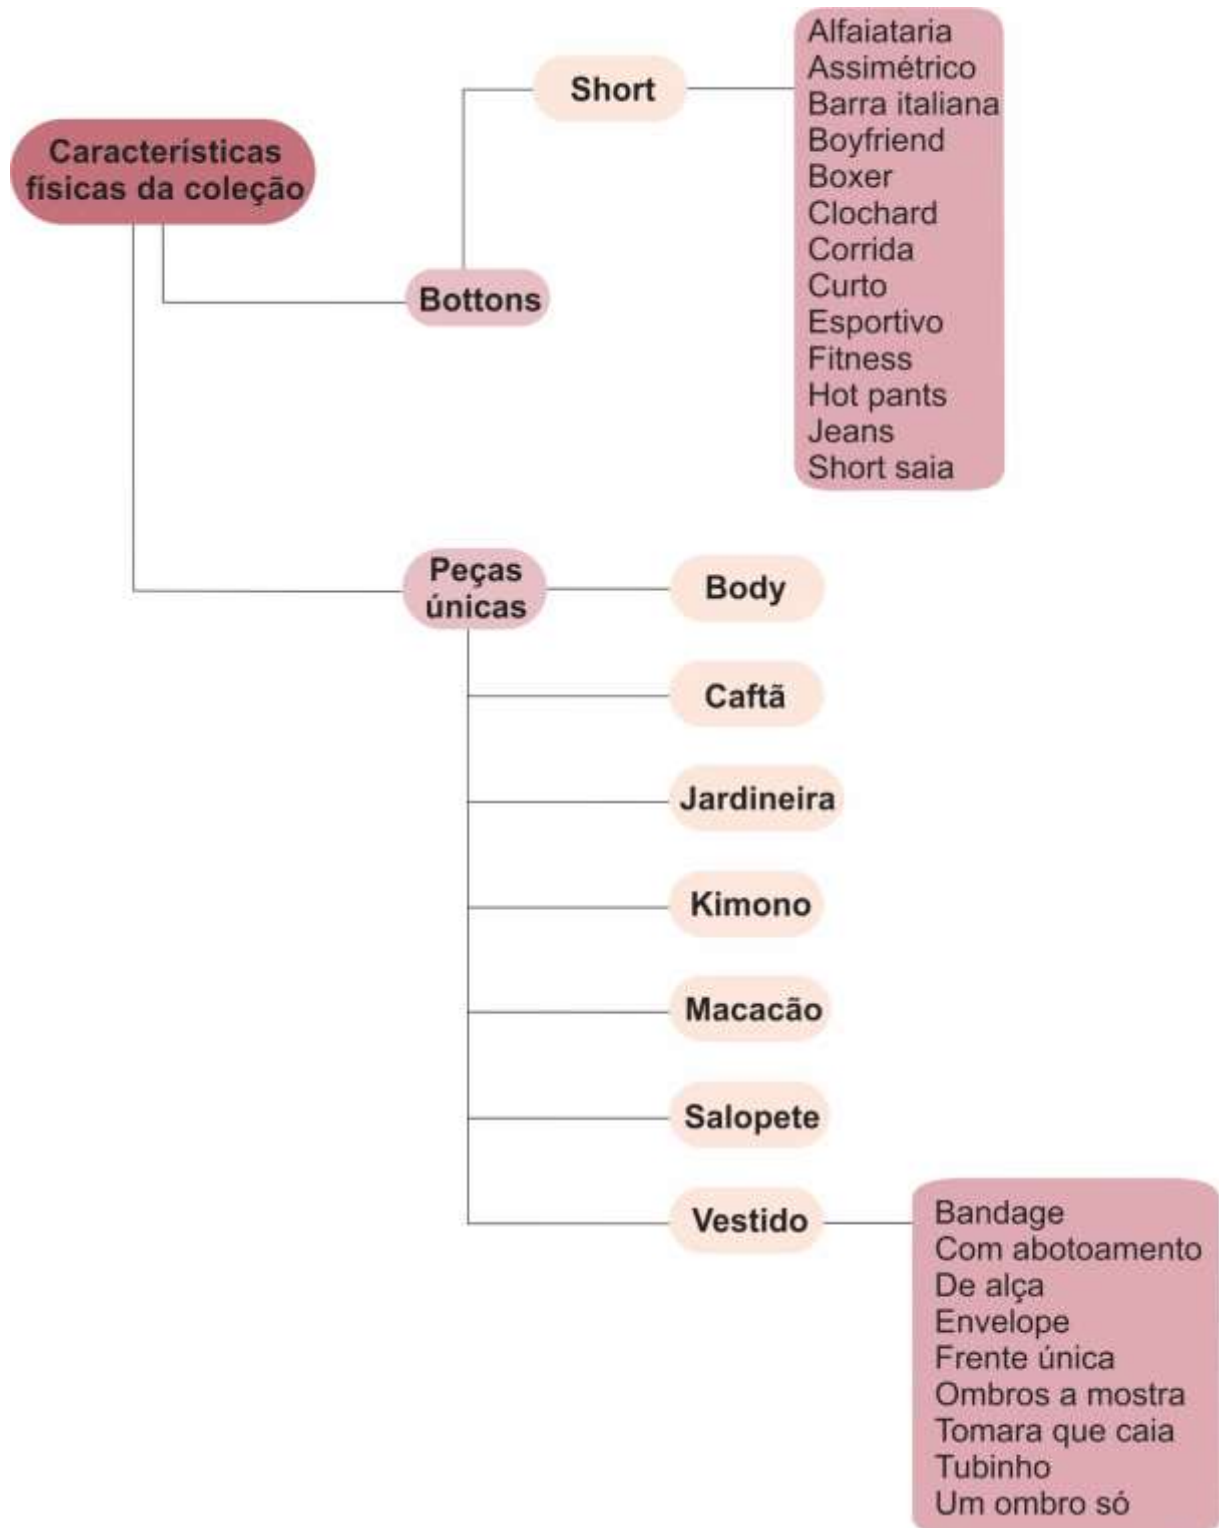 Características
físicas da coleção
Bottons
Short
Alfaiataria
Assimétrico
Barra italiana
Boyfriend
Boxer
Clochard
Corrida
Curto
Esportivo
Fitness
Hot pants
Jeans
Short saia
Peças
únicas
Body
Caftã
Jardineira
Kimono
Macacão
Salopete
Vestido
Bandage
Com abotoamento
De alça
Envelope
Frente única
Ombros a mostra
Tomara que caia
Tubinho
Um ombro só